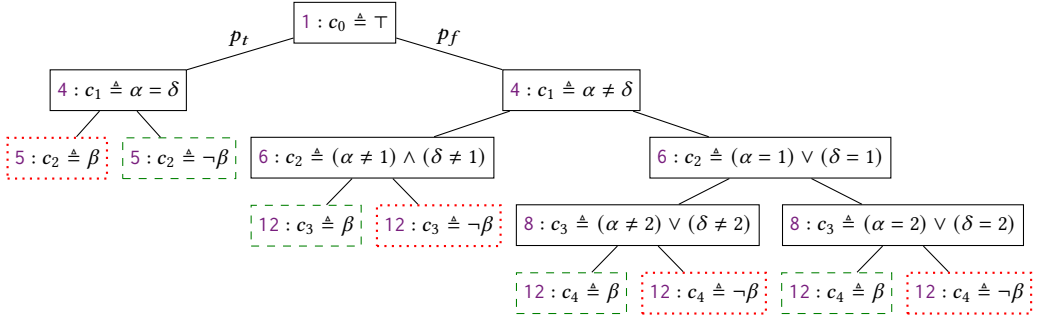 1 : c₀ ≜ ⊤
p_t
p_f
4 : c₁ ≜ α = δ
4 : c₁ ≜ α ≠ δ
5 : c₂ ≜ β
5 : c₂ ≜ ¬β
6 : c₂ ≜ (α ≠ 1) ∧ (δ ≠ 1)
6 : c₂ ≜ (α = 1) ∨ (δ = 1)
12 : c₃ ≜ β
12 : c₃ ≜ ¬β
8 : c₃ ≜ (α ≠ 2) ∨ (δ ≠ 2)
8 : c₃ ≜ (α = 2) ∨ (δ = 2)
12 : c₄ ≜ β
12 : c₄ ≜ ¬β
12 : c₄ ≜ β
12 : c₄ ≜ ¬β